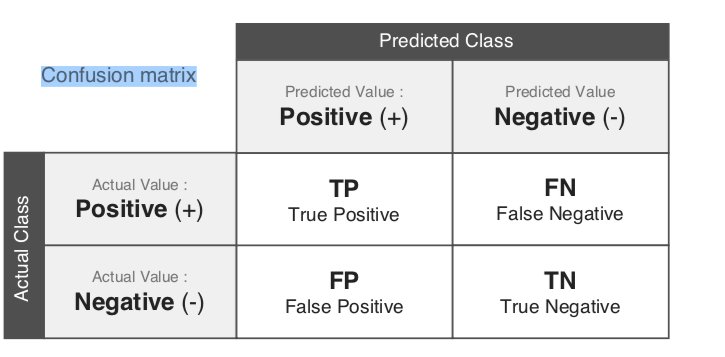 Predicted Class
Confusion matrix
Predicted Value :
Positive (+)
Predicted Value
Negative (-)
Actual Class
Actual Value :
Positive (+)
TP
True Positive
FN
False Negative
Actual Value :
Negative (-)
FP
False Positive
TN
True Negative